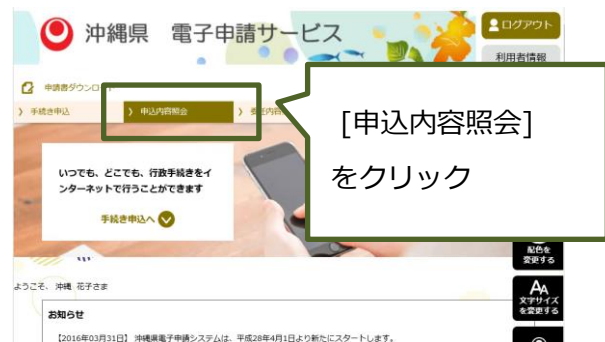 沖縄県 電子申請サービス
ログアウト
利用者情報
申請書ダウンロ
手続き申込
申込内容照会
[申込内容照会]
をクリック
いつでも、どこでも、行政手続きをイ
ンターネットで行うことができます
手続き申込へ
配色を
変更する
ようこそ、 沖縄 花子さま
AA
文字サイズ
を変更する
お知らせ
【2016年03月31日】 沖縄県電子申請システムは、平成28年4月1日より新たにスタートします。